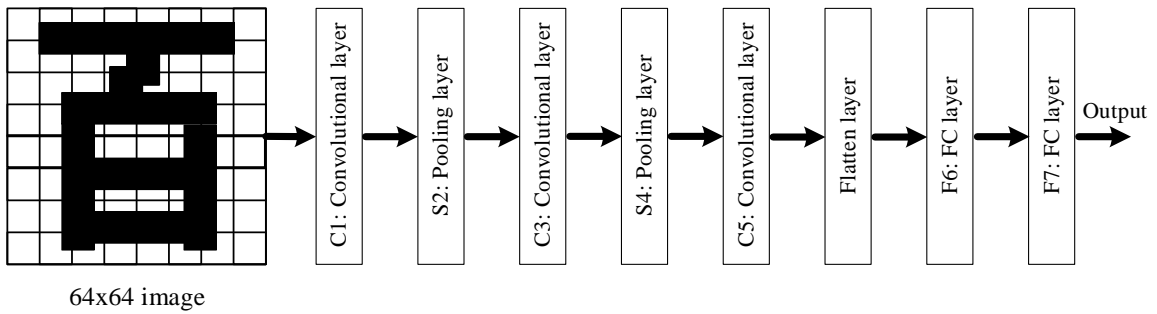 百
C1: Convolutional layer
S2: Pooling layer
C3: Convolutional layer
S4: Pooling layer
C5: Convolutional layer
Flatten layer
F6: FC layer
F7: FC layer
Output
64x64 image